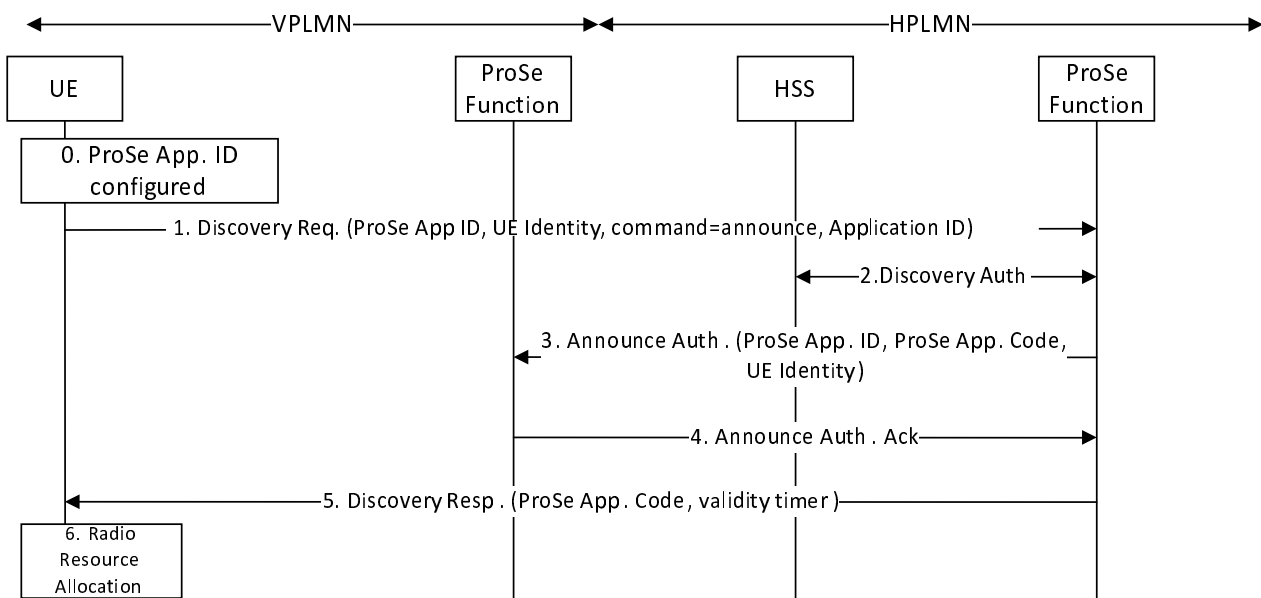 VPLMN
HPLMN
UE
ProSe
Function
HSS
ProSe
Function
0. ProSe App. ID
configured
1. Discovery Req. (ProSe App ID, UE Identity, command=announce, Application ID)
2.Discovery Auth
3. Announce Auth . (ProSe App. ID, ProSe App. Code,
UE Identity)
4. Announce Auth . Ack
5. Discovery Resp . (ProSe App. Code, validity timer )
6. Radio
Resource
Allocation